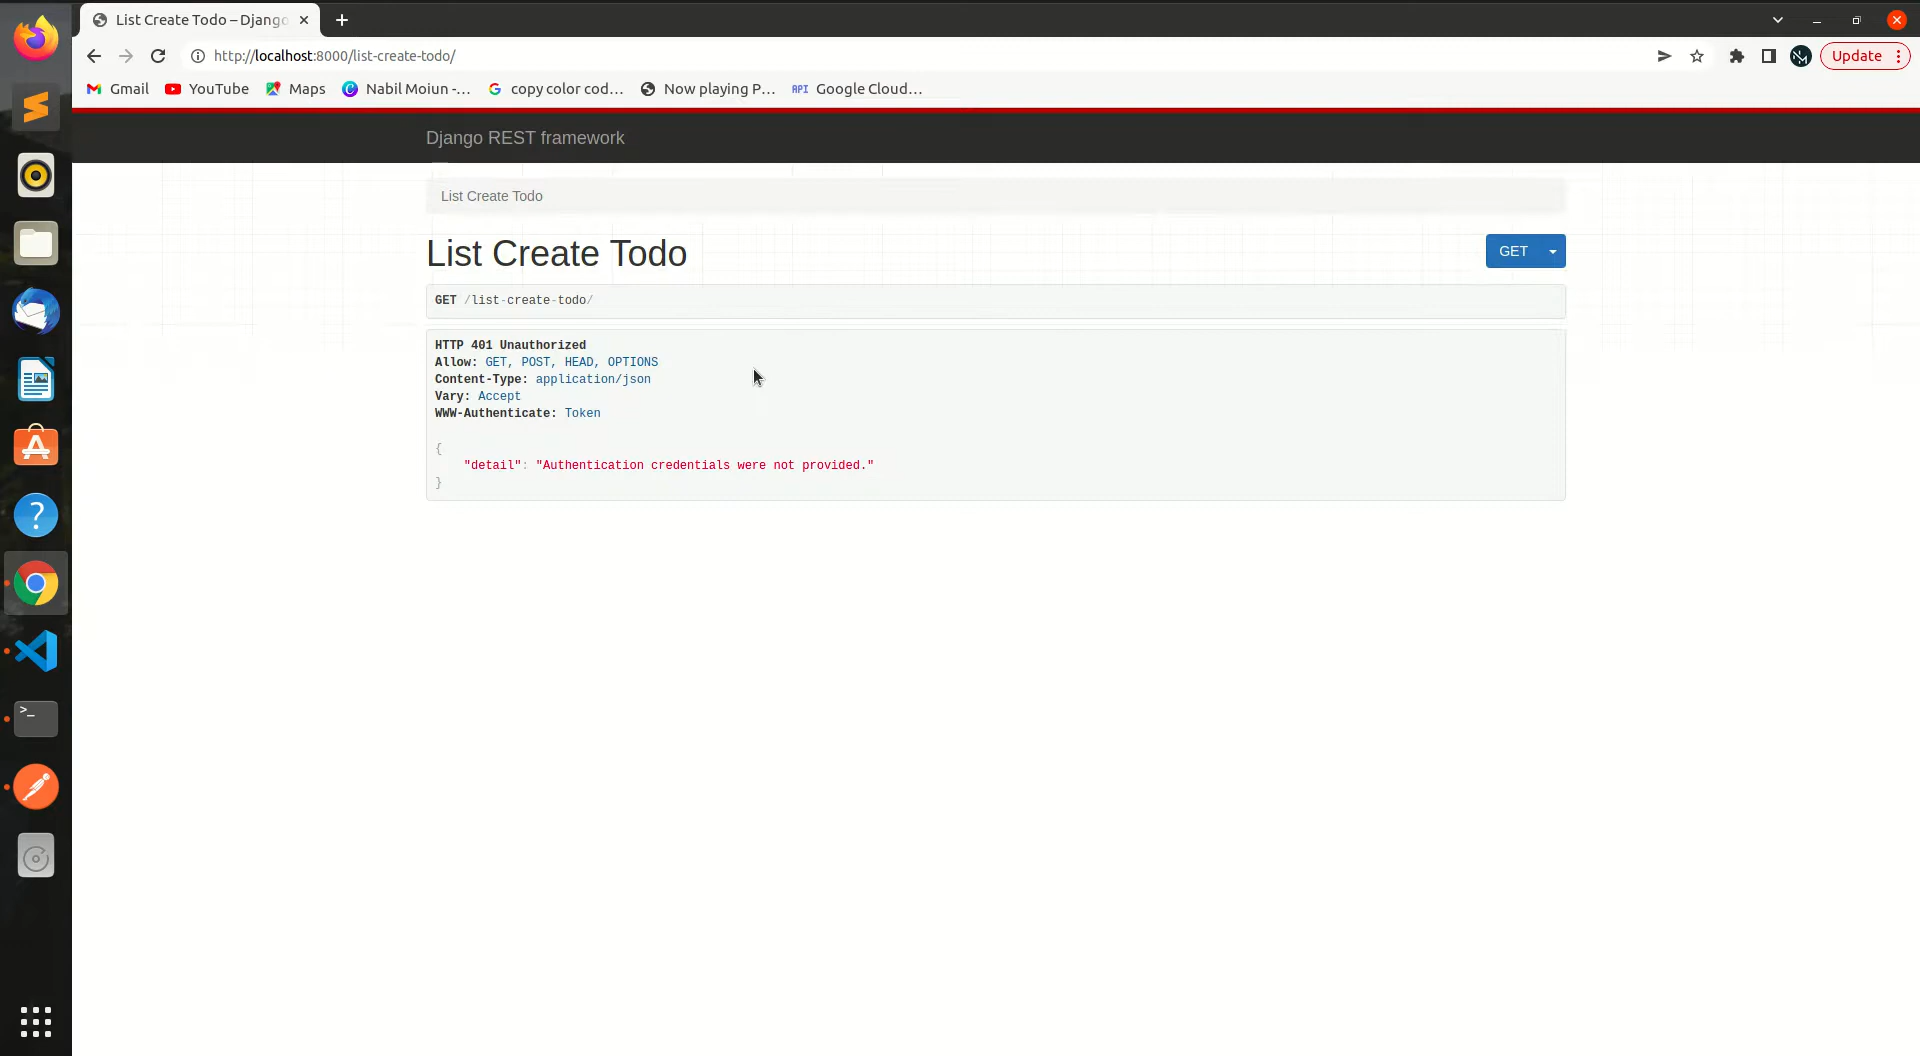 List Create Todo – Django
http://localhost:8000/list-create-todo/
Update
Gmail
YouTube
Maps
Nabil Moiun -...
copy color cod...
Now playing P...
API Google Cloud...
Django REST framework
List Create Todo
List Create Todo
GET
GET /list-create-todo/
HTTP 401 Unauthorized
Allow: GET, POST, HEAD, OPTIONS
Content-Type: application/json
Vary: Accept
WWW-Authenticate: Token
{
"detail": "Authentication credentials were not provided."
}